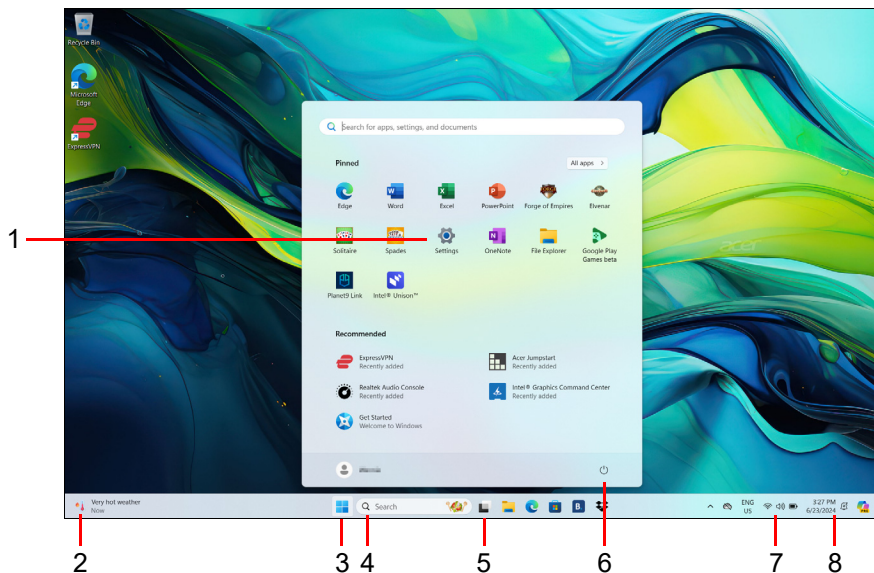 Recycle Bin
Microsoft
Edge
ExpressVPN
Search for apps, settings, and documents
Pinned
All apps >
Edge Word Excel PowerPoint Forge of Empires Elvenar
Solitaire Spades Settings OneNote File Explorer Google Play
Games beta
Planet9 Link Intel® Unison™
Recommended
ExpressVPN
Recently added
Acer Jumpstart
Recently added
Realtek Audio Console
Recently added
Intel® Graphics Command Center
Recently added
Get Started
Welcome to Windows
acer
Very hot weather
Now
Search
ENG
US
3:27 PM
6/23/2024
1
2 3 4 5 6 7 8